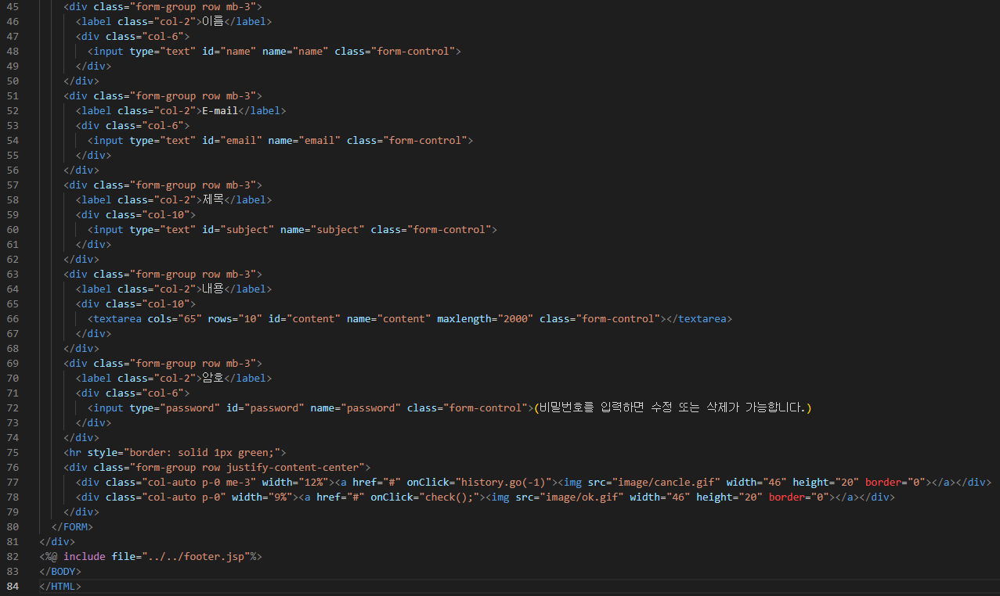 45 <div class="form-group row mb-3">
46 <label class="col-2">이름</label>
47 <div class="col-6">
48 <input type="text" id="name" name="name" class="form-control">
49 </div>
50 </div>
51 <div class="form-group row mb-3">
52 <label class="col-2">E-mail</label>
53 <div class="col-6">
54 <input type="text" id="email" name="email" class="form-control">
55 </div>
56 </div>
57 <div class="form-group row mb-3">
58 <label class="col-2">제목</label>
59 <div class="col-10">
60 <input type="text" id="subject" name="subject" class="form-control">
61 </div>
62 </div>
63 <div class="form-group row mb-3">
64 <label class="col-2">내용</label>
65 <div class="col-10">
66 <textarea cols="65" rows="10" id="content" name="content" maxlength="2000" class="form-control"></textarea>
67 </div>
68 </div>
69 <div class="form-group row mb-3">
70 <label class="col-2">암호</label>
71 <div class="col-6">
72 <input type="password" id="password" name="password" class="form-control">(비밀번호를 입력하면 수정 또는 삭제가 가능합니다.)
73 </div>
74 </div>
75 <hr style="border: solid 1px green;">
76 <div class="form-group row justify-content-center">
77 <div class="col-auto p-0 me-3" width="12%"><a href="#" onClick="history.go(-1)"><img src="image/cancle.gif" width="46" height="20" border="0"></a></div>
78 <div class="col-auto p-0" width="9%"><a href="#" onClick="check();"><img src="image/ok.gif" width="46" height="20" border="0"></a></div>
79 </div>
80 </FORM>
81 </div>
82 <%@ include file="../../footer.jsp"%>
83 </BODY>
84 </HTML>